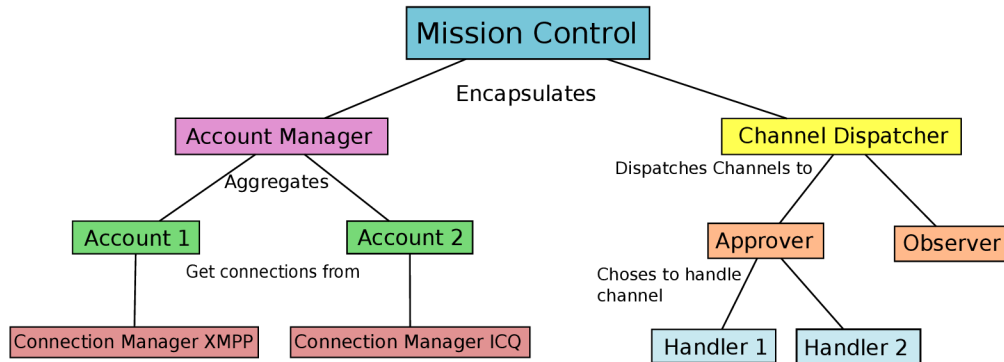 Mission Control
Encapsulates
Account Manager
Channel Dispatcher
Aggregates
Dispatches Channels to
Account 1
Account 2
Approver
Observer
Get connections from
Choses to handle
channel
Connection Manager XMPP
Connection Manager ICQ
Handler 1
Handler 2